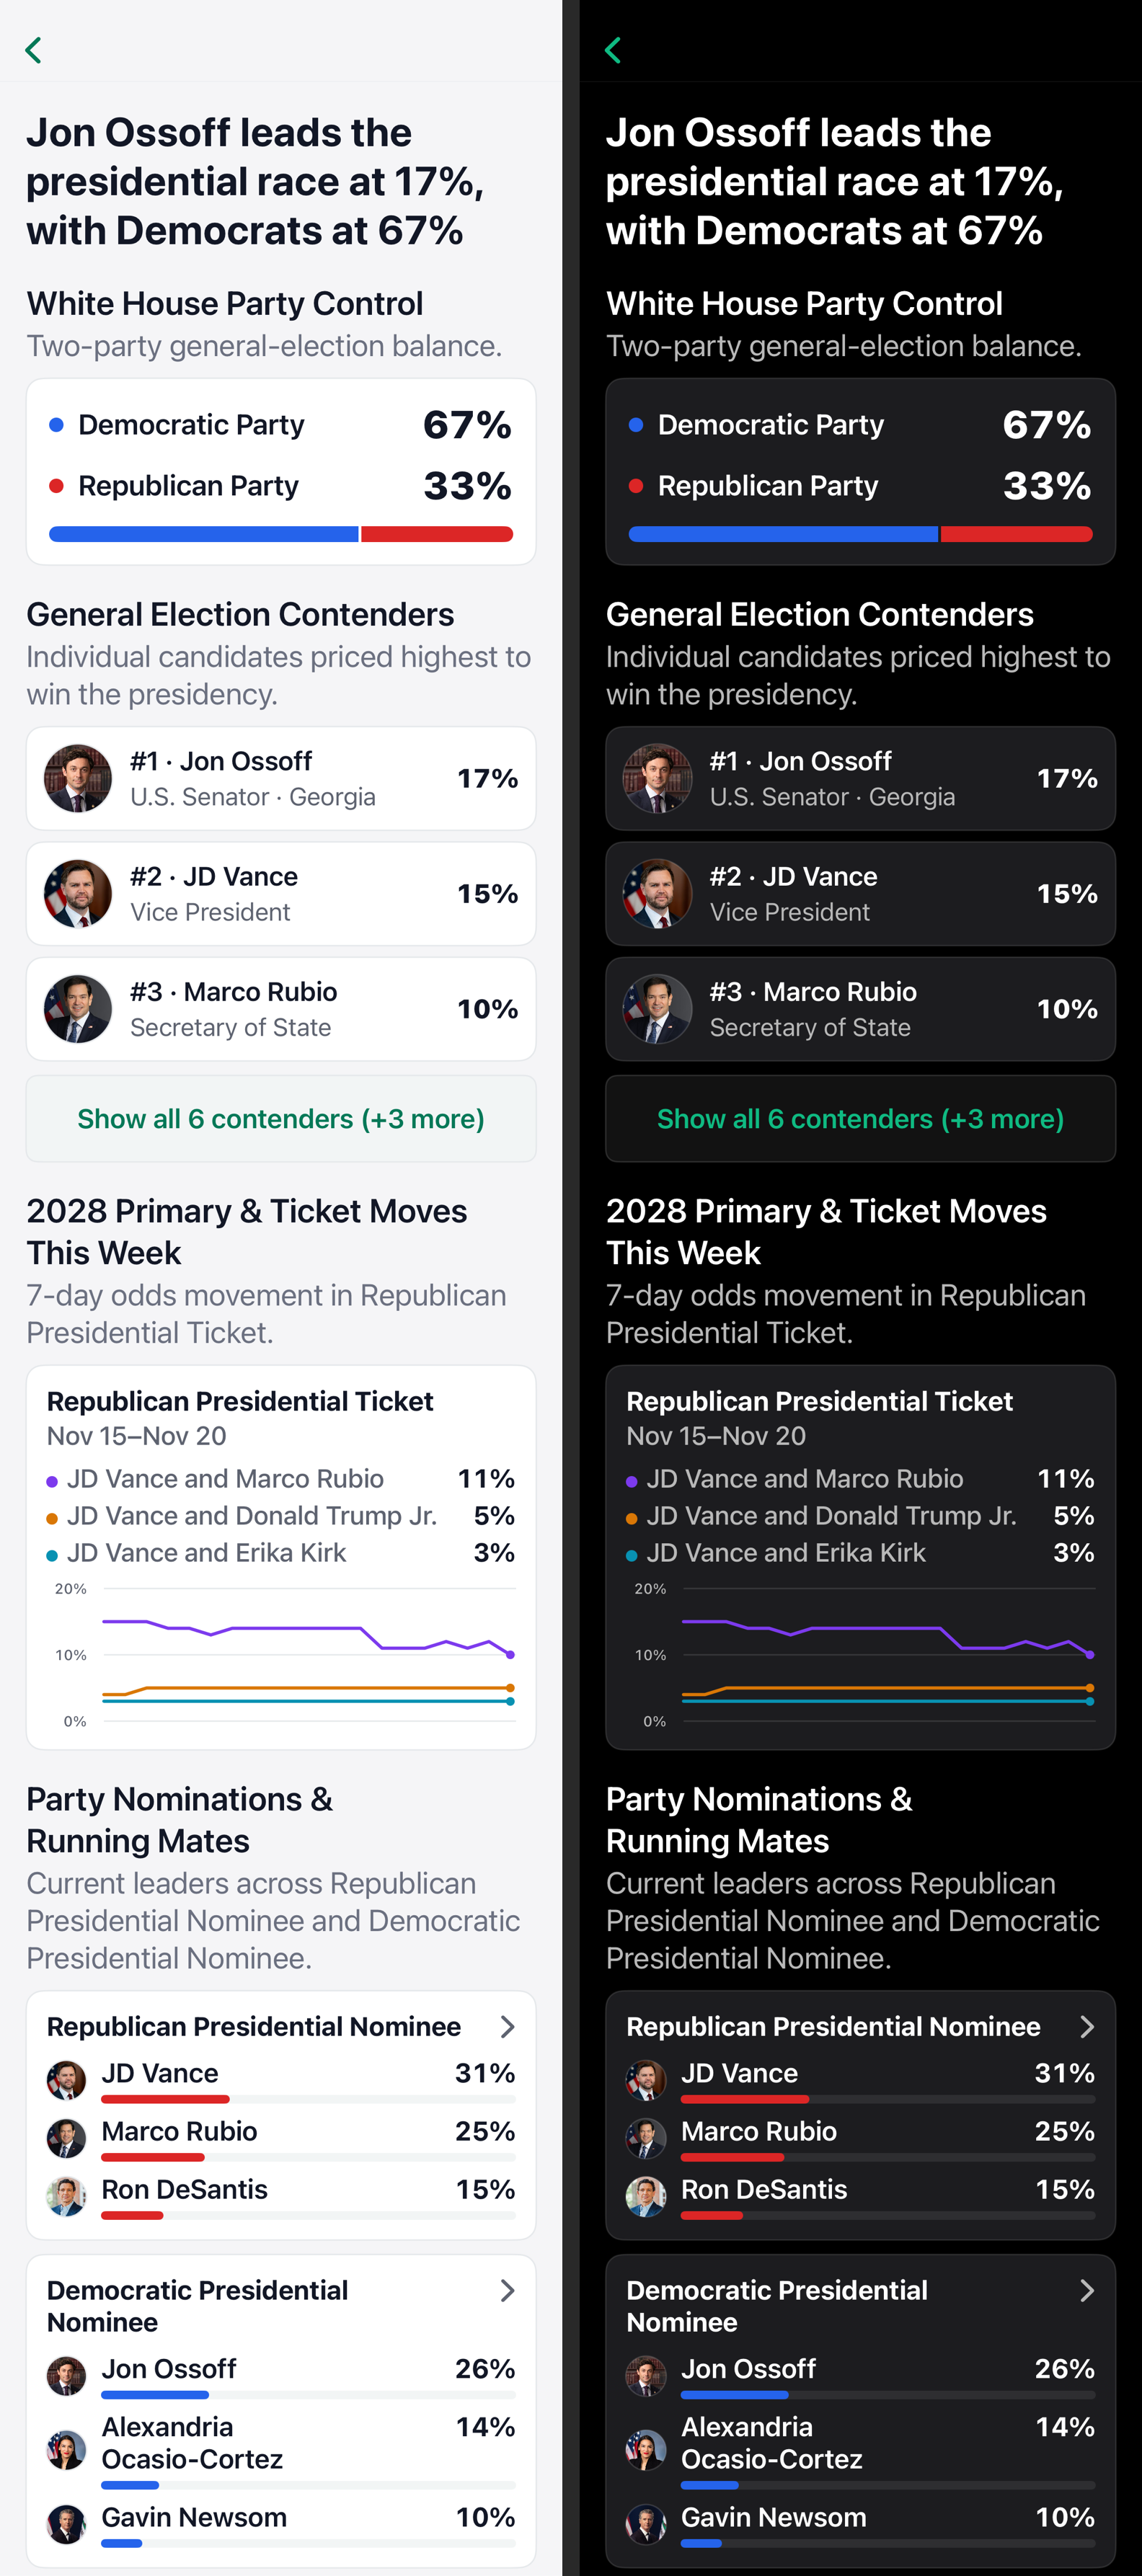 Jon Ossoff leads the
presidential race at 17%,
with Democrats at 67%
White House Party Control
Two-party general-election balance.
Democratic Party 67%
Republican Party 33%
General Election Contenders
Individual candidates priced highest to
win the presidency.
#1 · Jon Ossoff
U.S. Senator · Georgia
17%
#2 · JD Vance
Vice President
15%
#3 · Marco Rubio
Secretary of State
10%
Show all 6 contenders (+3 more)
2028 Primary & Ticket Moves
This Week
7-day odds movement in Republican
Presidential Ticket.
Republican Presidential Ticket
Nov 15–Nov 20
JD Vance and Marco Rubio 11%
JD Vance and Donald Trump Jr. 5%
JD Vance and Erika Kirk 3%
20%
10%
0%
Party Nominations &
Running Mates
Current leaders across Republican
Presidential Nominee and Democratic
Presidential Nominee.
Republican Presidential Nominee
JD Vance 31%
Marco Rubio 25%
Ron DeSantis 15%
Democratic Presidential
Nominee
Jon Ossoff 26%
Alexandria 14%
Ocasio-Cortez
Gavin Newsom 10%
Jon Ossoff leads the
presidential race at 17%,
with Democrats at 67%
White House Party Control
Two-party general-election balance.
Democratic Party 67%
Republican Party 33%
General Election Contenders
Individual candidates priced highest to
win the presidency.
#1 · Jon Ossoff
U.S. Senator · Georgia
17%
#2 · JD Vance
Vice President
15%
#3 · Marco Rubio
Secretary of State
10%
Show all 6 contenders (+3 more)
2028 Primary & Ticket Moves
This Week
7-day odds movement in Republican
Presidential Ticket.
Republican Presidential Ticket
Nov 15–Nov 20
JD Vance and Marco Rubio 11%
JD Vance and Donald Trump Jr. 5%
JD Vance and Erika Kirk 3%
20%
10%
0%
Party Nominations &
Running Mates
Current leaders across Republican
Presidential Nominee and Democratic
Presidential Nominee.
Republican Presidential Nominee
JD Vance 31%
Marco Rubio 25%
Ron DeSantis 15%
Democratic Presidential
Nominee
Jon Ossoff 26%
Alexandria 14%
Ocasio-Cortez
Gavin Newsom 10%